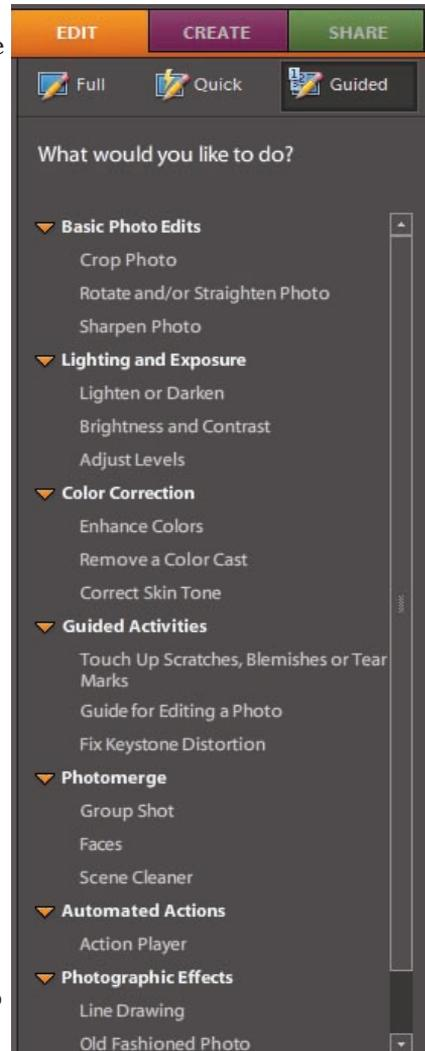 EDIT CREATE SHARE
Full Quick Guided
What would you like to do?
Basic Photo Edits
Crop Photo
Rotate and/or Straighten Photo
Sharpen Photo
Lighting and Exposure
Lighten or Darken
Brightness and Contrast
Adjust Levels
Color Correction
Enhance Colors
Remove a Color Cast
Correct Skin Tone
Guided Activities
Touch Up Scratches, Blemishes or Tear
Marks
Guide for Editing a Photo
Fix Keystone Distortion
Photomerge
Group Shot
Faces
Scene Cleaner
Automated Actions
Action Player
Photographic Effects
Line Drawing
Old Fashioned Photo